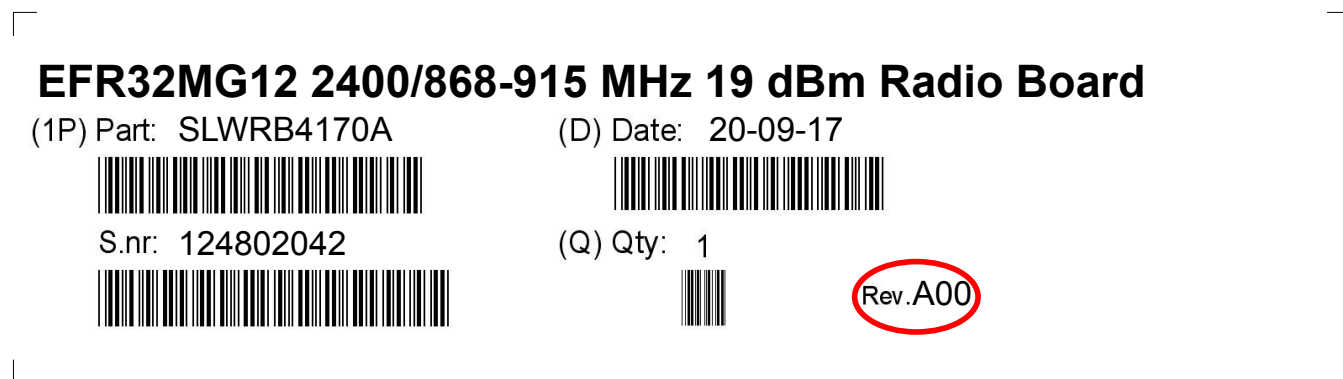 EFR32MG12 2400/868-915 MHz 19 dBm Radio Board
(1P) Part: SLWRB4170A (D) Date: 20-09-17
S.nr: 124802042 (Q) Qty: 1
Rev.A00